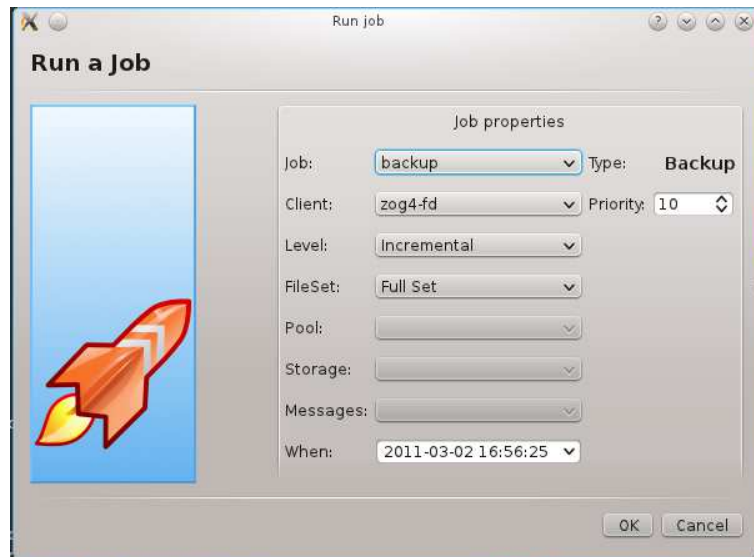 Run job
Run a Job
Job properties
Job: backup Type: Backup
Client: zog4-fd Priority: 10
Level: Incremental
FileSet: Full Set
Pool:
Storage:
Messages:
When: 2011-03-02 16:56:25
OK Cancel